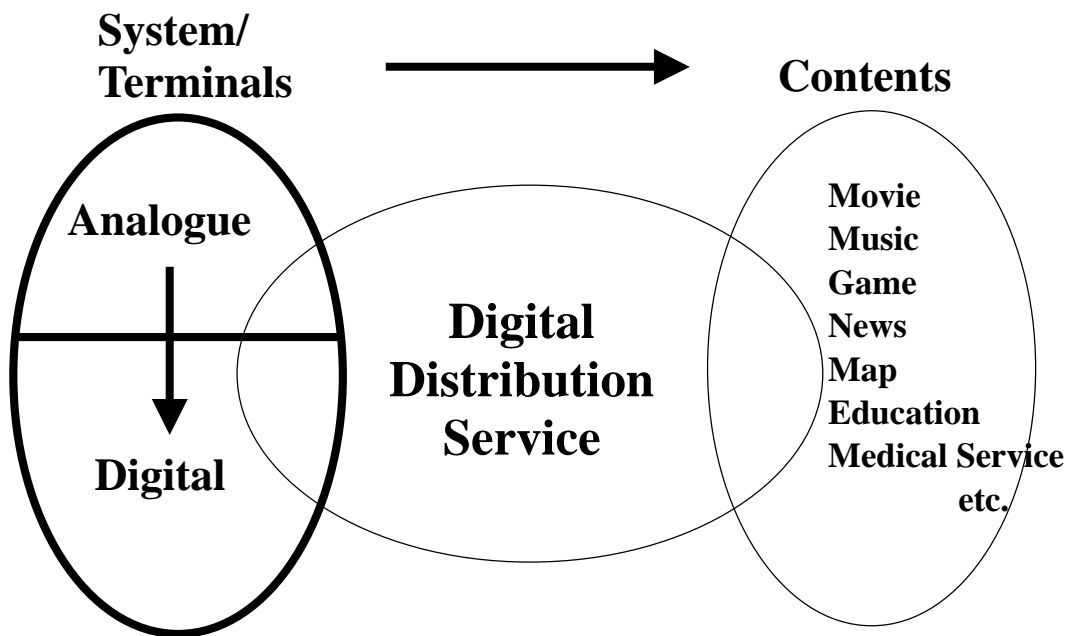 System/
Terminals
Contents
Analogue
Digital
Digital
Distribution
Service
Movie
Music
Game
News
Map
Education
Medical Service
etc.